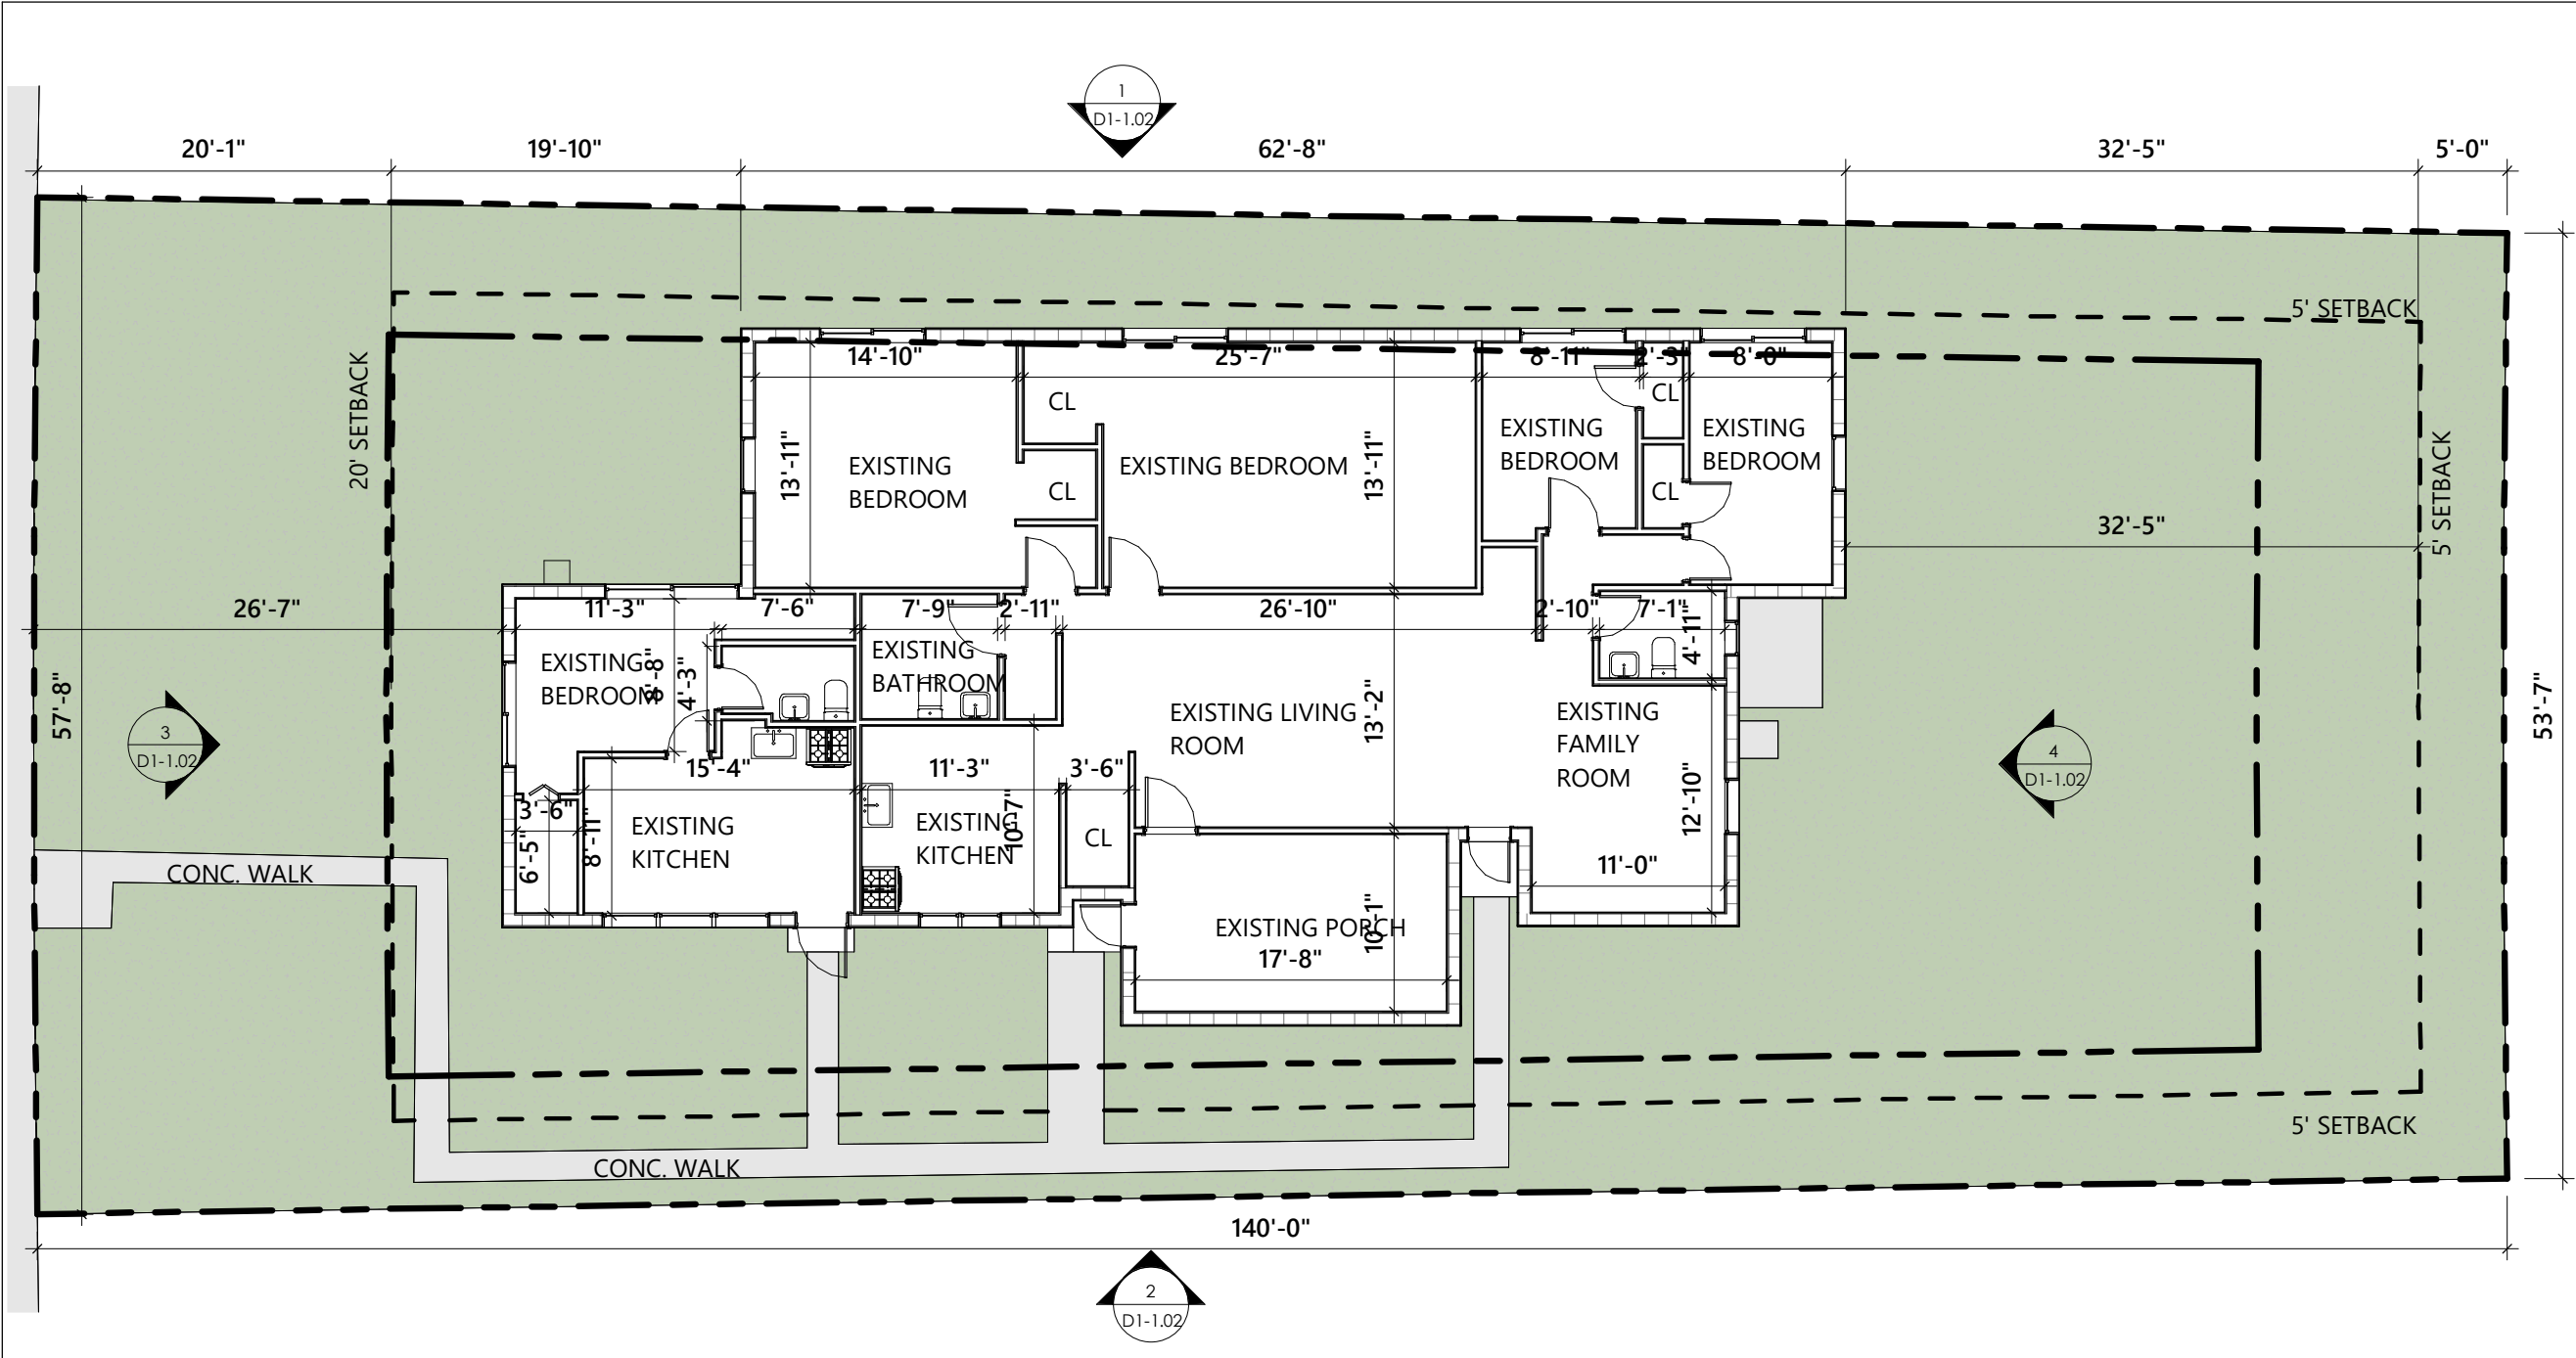 1
D1-1.02
20'-1"
19'-10"
62'-8"
32'-5"
5'-0"
5' SETBACK
20' SETBACK
14'-10"
25'-7"
8'-11"
2'-3"
8'-0"
CL
CL
CL
CL
13'-11"
13'-11"
EXISTING
BEDROOM
EXISTING BEDROOM
EXISTING
BEDROOM
EXISTING
BEDROOM
5' SETBACK
32'-5"
26'-7"
11'-3"
7'-6"
7'-9"
2'-11"
26'-10"
2'-10"
7'-1"
4'-11"
EXISTING
BEDROOM
8'-8"
4'-3"
EXISTING
BATHROOM
57'-8"
53'-7"
3
D1-1.02
EXISTING LIVING
ROOM
13'-2"
EXISTING
FAMILY
ROOM
4
D1-1.02
15'-4"
11'-3"
3'-6"
3'-6"
6'-5"
8'-11"
EXISTING
KITCHEN
EXISTING
KITCHEN
10'-7"
CL
12'-10"
11'-0"
CONC. WALK
EXISTING PORCH
10'-1"
17'-8"
5' SETBACK
CONC. WALK
140'-0"
2
D1-1.02